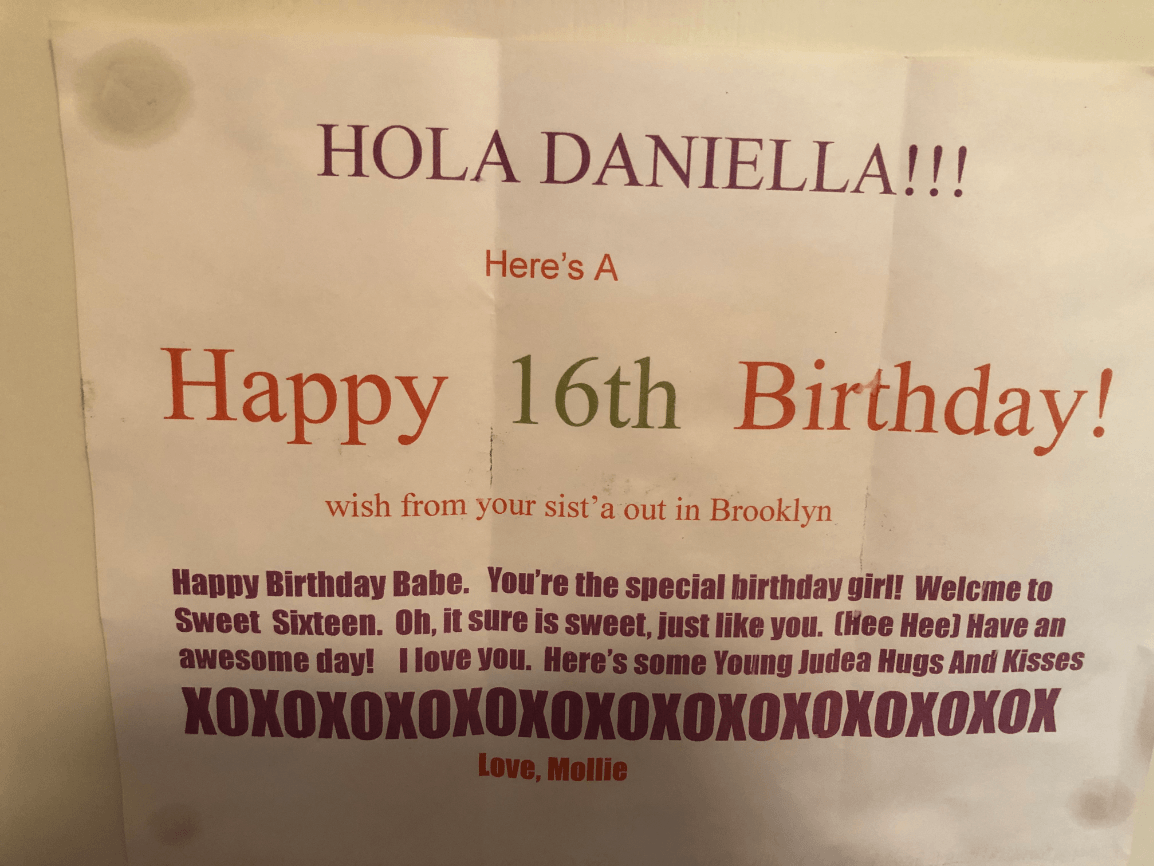 HOLA DANIELLA!!!
Here's A
Happy 16th Birthday!
wish from your sist'a out in Brooklyn
Happy Birthday Babe. You're the special birthday girl! Welcme to
Sweet Sixteen. Oh, it sure is sweet, just like you. (Hee Hee) Have an
awesome day! I love you. Here's some Young Judea Hugs And Kisses
XOXOXOXOXOXOXOXOXOXOXOXOX
Love, Mollie